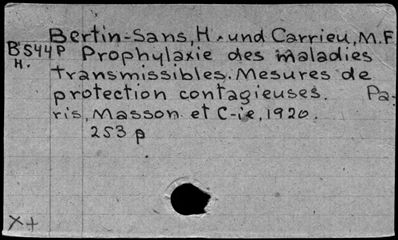 Bertin-Sans, H. und Carrieu, M.F.
B544P Prophylaxie des maladies
H. transmissibles. Mesures de
protection contagieuses. Pa-
ris, Masson et C-ie, 1920.
253 p
X+